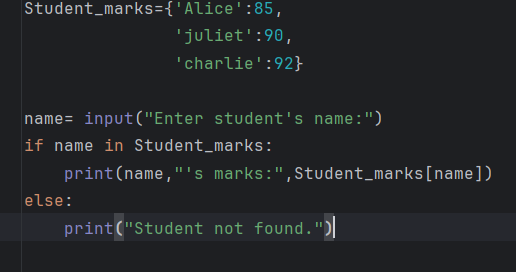 Student_marks={'Alice':85,
               'juliet':90,
               'charlie':92}

name= input("Enter student's name:")
if name in Student_marks:
    print(name,"'s marks:",Student_marks[name])
else:
    print("Student not found.")